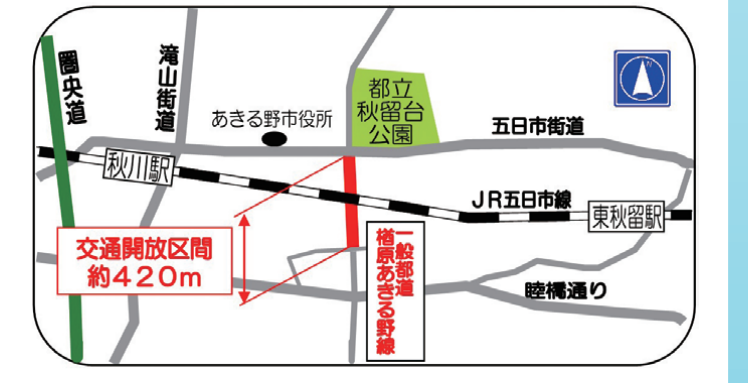 圏央道
滝山街道
あきる野市役所
都立
秋留台
公園
N
五日市街道
秋川駅
JR五日市線
東秋留駅
交通開放区間
約420m
一般都道
檜原あきる野線
睦橋通り